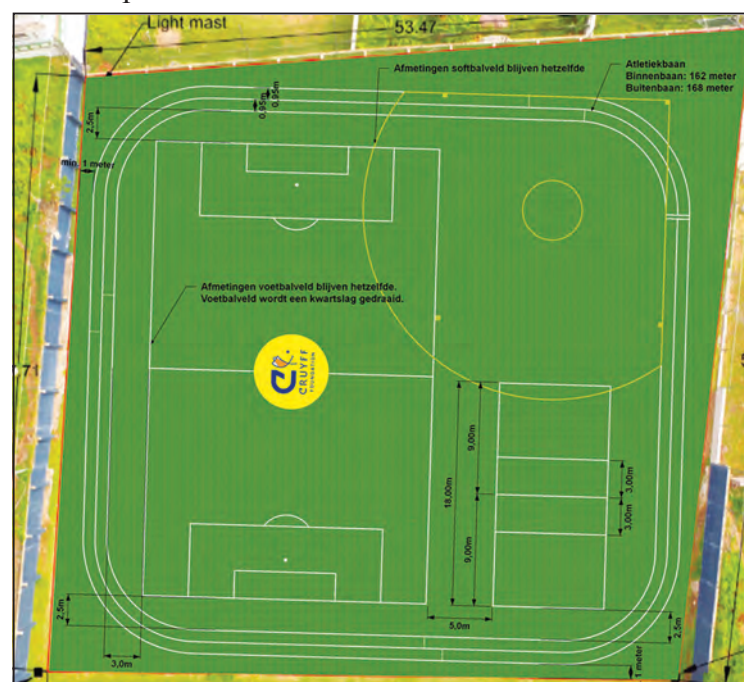 Light mast
53.47
Afmetingen softbalveld blijven hetzelfde
Atletiekbaan
Binnenbaan: 162 meter
Buitenbaan: 168 meter
0,95m
0,95m
2,5m
min. 1 meter
Afmetingen voetbalveld blijven hetzelfde.
Voetbalveld wordt een kwartslag gedraaid.
71
CRUYFF
FOUNDATION
9,00m
18,00m
3,00m
3,00m
9,00m
2,5m
3,0m
5,0m
2,5m
1 meter